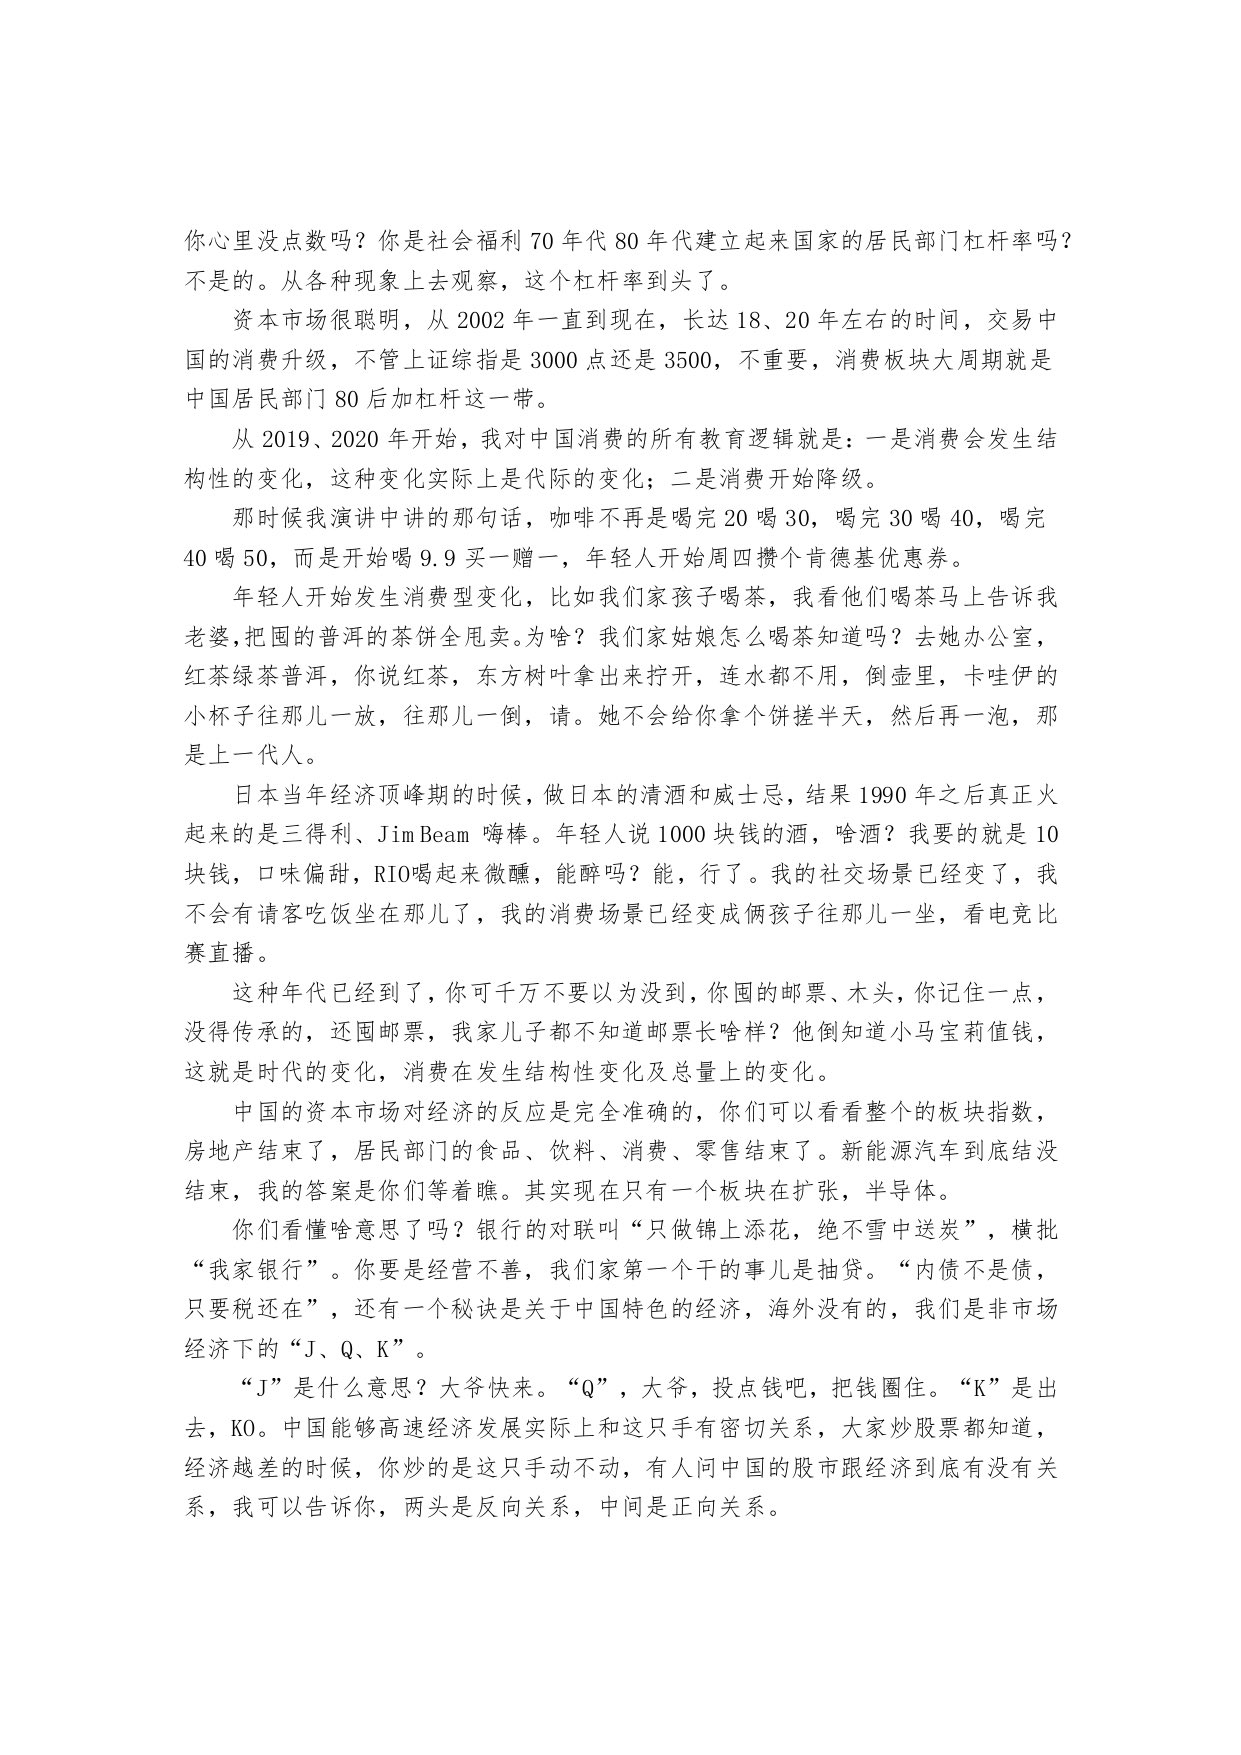 你心里没点数吗？你是社会福利 70 年代 80 年代建立起来国家的居民部门杠杆率吗？
不是的。从各种现象上去观察，这个杠杆率到头了。
资本市场很聪明，从 2002 年一直到现在，长达 18、20 年左右的时间，交易中
国的消费升级，不管上证综指是 3000 点还是 3500，不重要，消费板块大周期就是
中国居民部门 80 后加杠杆这一带。
从 2019、2020 年开始，我对中国消费的所有教育逻辑就是：一是消费会发生结
构性的变化，这种变化实际上是代际的变化；二是消费开始降级。
那时候我演讲中讲的那句话，咖啡不再是喝完 20 喝 30，喝完 30 喝 40，喝完
40 喝 50，而是开始喝 9.9 买一赠一，年轻人开始周四攒个肯德基优惠券。
年轻人开始发生消费型变化，比如我们家孩子喝茶，我看他们喝茶马上告诉我
老婆，把囤的普洱的茶饼全甩卖。为啥？我们家姑娘怎么喝茶知道吗？去她办公室，
红茶绿茶普洱，你说红茶，东方树叶拿出来拧开，连水都不用，倒壶里，卡哇伊的
小杯子往那儿一放，往那儿一倒，请。她不会给你拿个饼搓半天，然后再一泡，那
是上一代人。
日本当年经济顶峰期的时候，做日本的清酒和威士忌，结果 1990 年之后真正火
起来的是三得利、Jim Beam 嗨棒。年轻人说 1000 块钱的酒，啥酒？我要的就是 10
块钱，口味偏甜，RIO喝起来微醺，能醉吗？能，行了。我的社交场景已经变了，我
不会有请客吃饭坐在那儿了，我的消费场景已经变成俩孩子往那儿一坐，看电竞比
赛直播。
这种年代已经到了，你可千万不要以为没到，你囤的邮票、木头，你记住一点，
没得传承的，还囤邮票，我家儿子都不知道邮票长啥样？他倒知道小马宝莉值钱，
这就是时代的变化，消费在发生结构性变化及总量上的变化。
中国的资本市场对经济的反应是完全准确的，你们可以看看整个的板块指数，
房地产结束了，居民部门的食品、饮料、消费、零售结束了。新能源汽车到底结没
结束，我的答案是你们等着瞧。其实现在只有一个板块在扩张，半导体。
你们看懂啥意思了吗？银行的对联叫“只做锦上添花，绝不雪中送炭”，横批
“我家银行”。你要是经营不善，我们家第一个干的事儿是抽贷。“内债不是债，
只要税还在”，还有一个秘诀是关于中国特色的经济，海外没有的，我们是非市场
经济下的“J、Q、K”。
“J”是什么意思？大爷快来。“Q”，大爷，投点钱吧，把钱圈住。“K”是出
去，KO。中国能够高速经济发展实际上和这只手有密切关系，大家炒股票都知道，
经济越差的时候，你炒的是这只手动不动，有人问中国的股市跟经济到底有没有关
系，我可以告诉你，两头是反向关系，中间是正向关系。